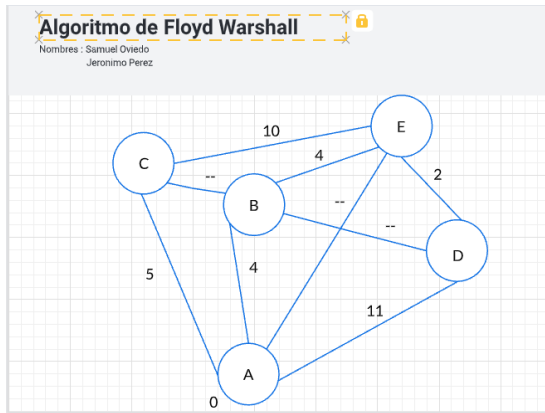 Algoritmo de Floyd Warshall
Nombres : Samuel Oviedo
Jeronimo Perez
E
10
C
4
--
2
B
--
--
D
5
4
11
A
0